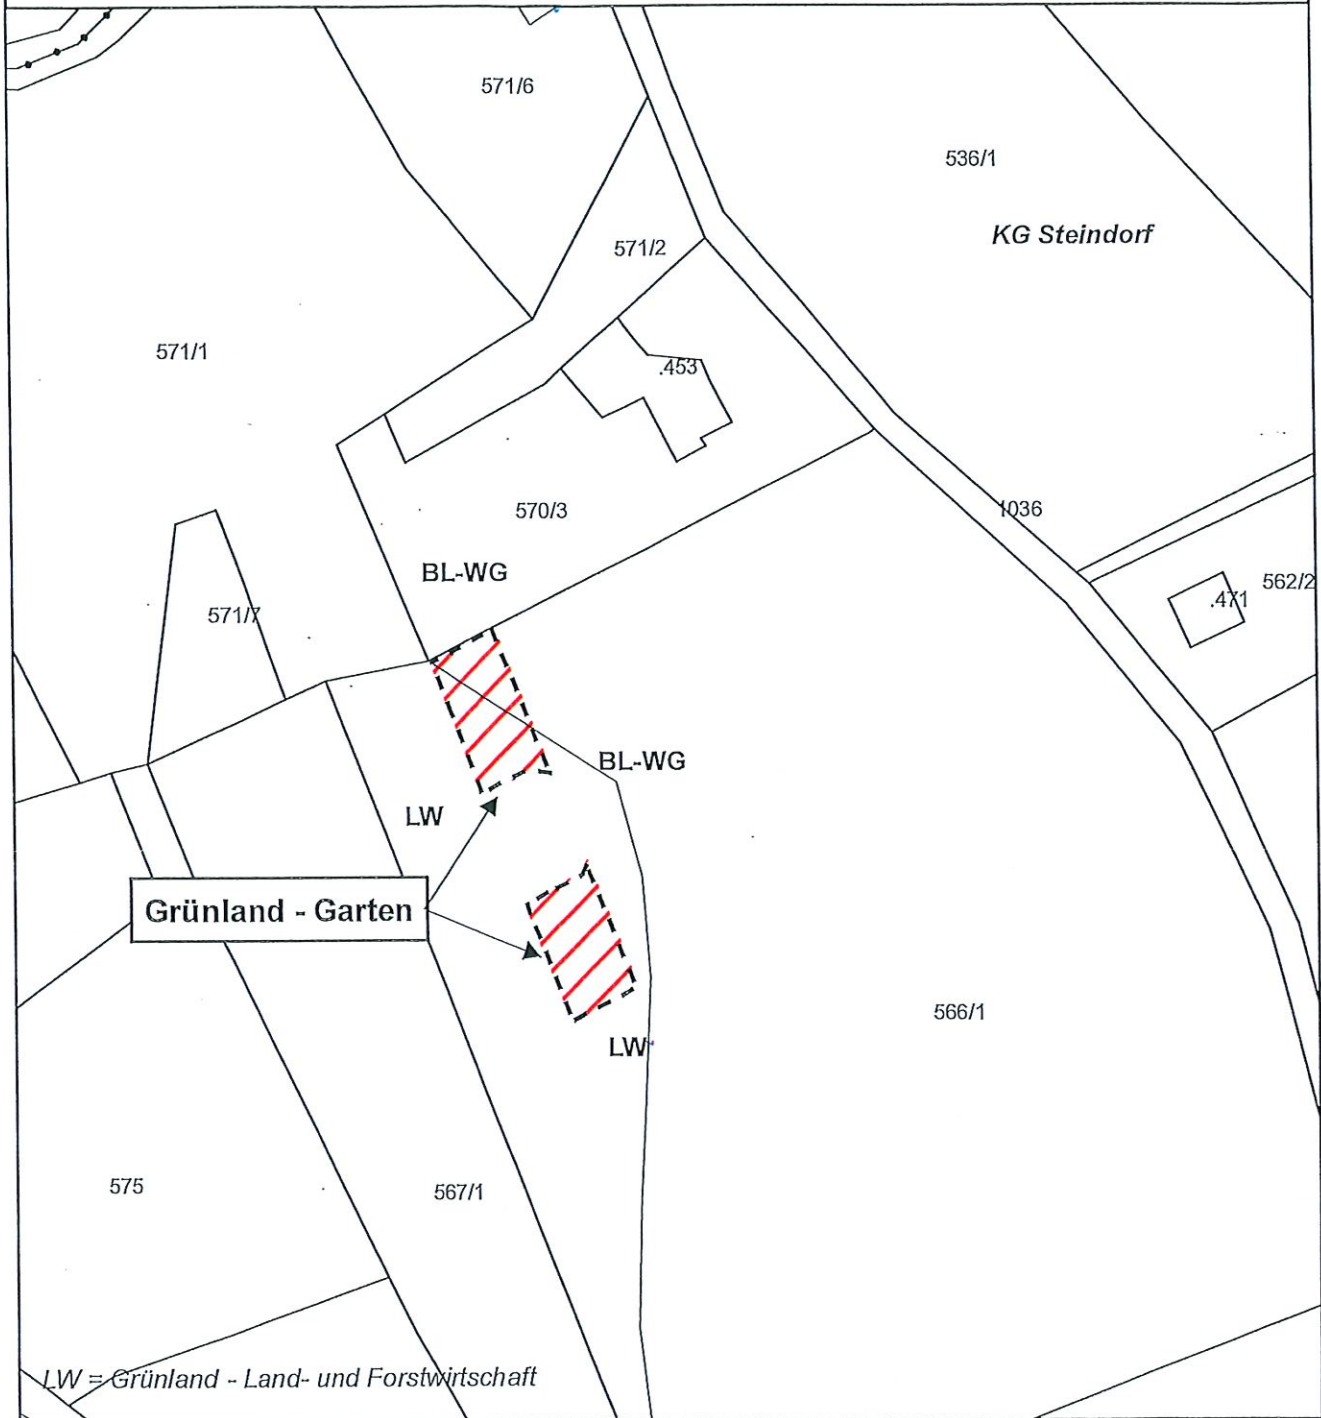 571/6
536/1
KG Steindorf
571/2
571/1
.453
570/3
1036
BL-WG
562/2
.471
571/7
BL-WG
LW
Grünland - Garten
566/1
LW
575
567/1
LW = Grünland - Land- und Forstwirtschaft